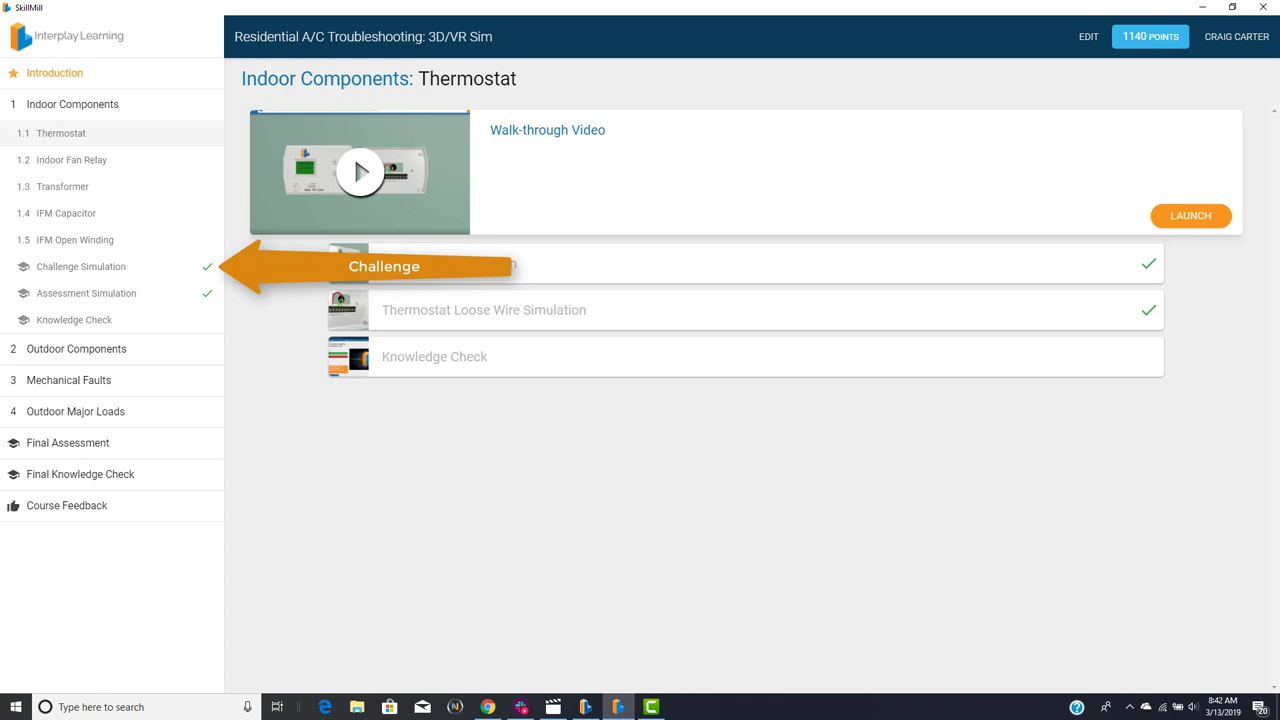 SkillMill
Interplay Learning
Residential A/C Troubleshooting: 3D/VR Sim
EDIT
1140 POINTS
CRAIG CARTER
Introduction
1 Indoor Components
1.1 Thermostat
1.2 Indoor Fan Relay
1.3 Transformer
1.4 IFM Capacitor
1.5 IFM Open Winding
Challenge Simulation
Assessment Simulation
Knowledge Check
2 Outdoor Components
3 Mechanical Faults
4 Outdoor Major Loads
Final Assessment
Final Knowledge Check
Course Feedback
Indoor Components: Thermostat
Walk-through Video
LAUNCH
Challenge
Thermostat Loose Wire Simulation
Knowledge Check
Type here to search
8:42 AM
3/13/2019
20